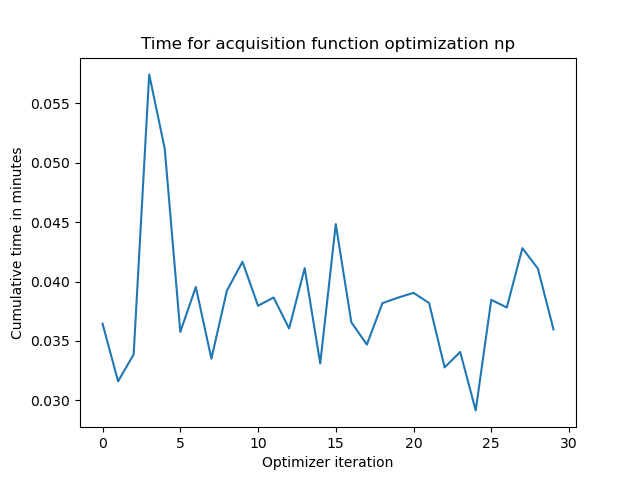 Time for acquisition function optimization np
Cumulative time in minutes
0.055
0.050
0.045
0.040
0.035
0.030
0 5 10 15 20 25 30
Optimizer iteration